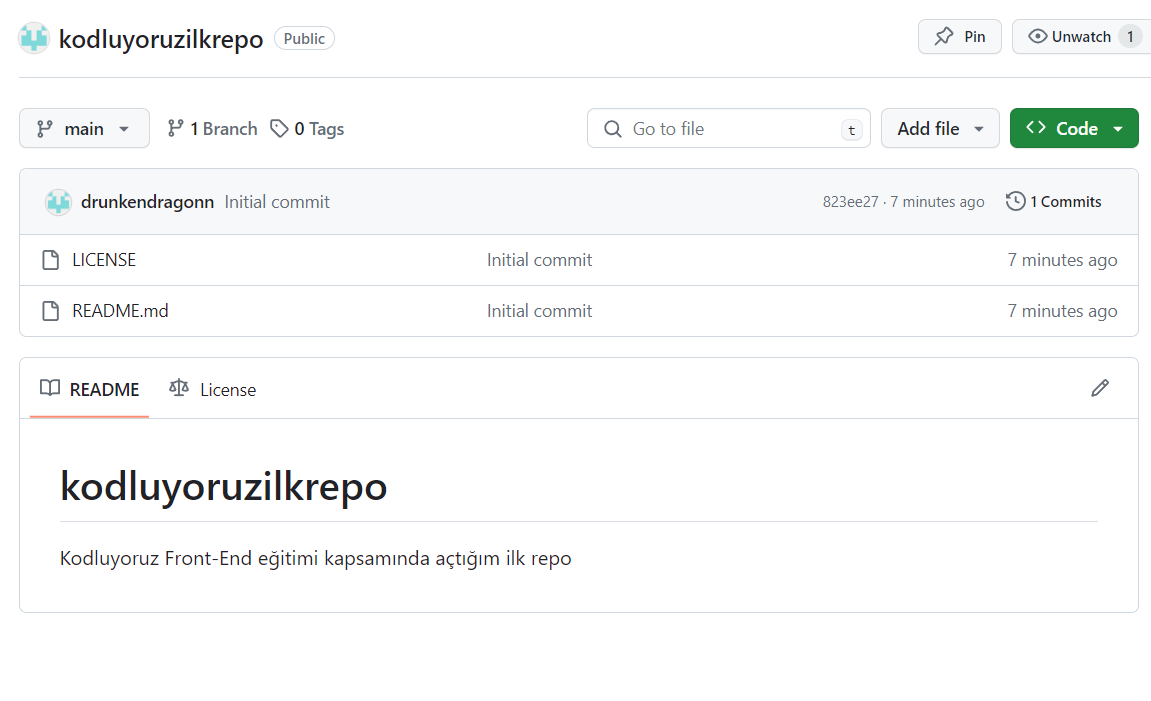 kodluyoruzilkrepo Public Pin Unwatch 1
main 1 Branch 0 Tags Go to file t Add file Code
drunkendragonn Initial commit 823ee27 · 7 minutes ago 1 Commits
LICENSE Initial commit 7 minutes ago
README.md Initial commit 7 minutes ago
README License
kodluyoruzilkrepo
Kodluyoruz Front-End eğitimi kapsamında açtığım ilk repo